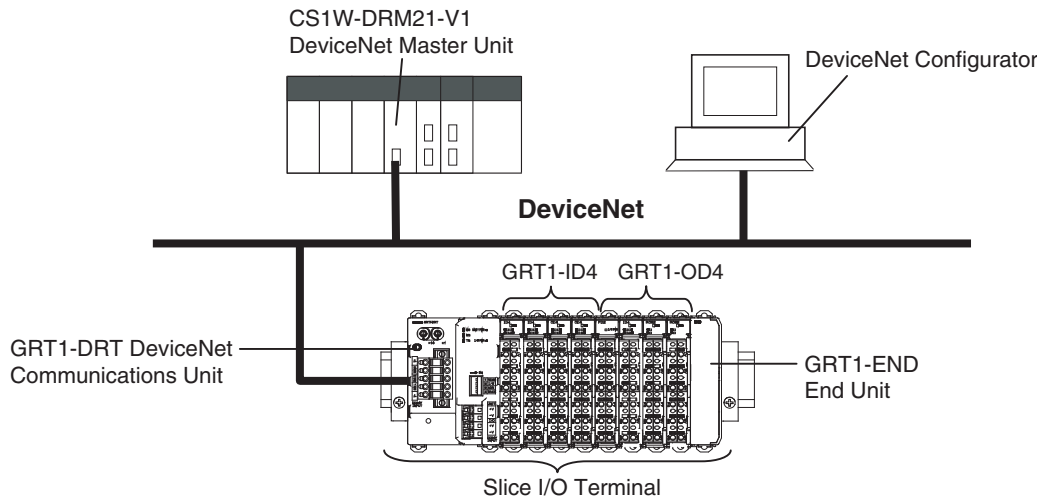 CS1W-DRM21-V1
DeviceNet Master Unit
DeviceNet Configurator
DeviceNet
GRT1-ID4
GRT1-OD4
GRT1-DRT DeviceNet
Communications Unit
GRT1-END
End Unit
Slice I/O Terminal